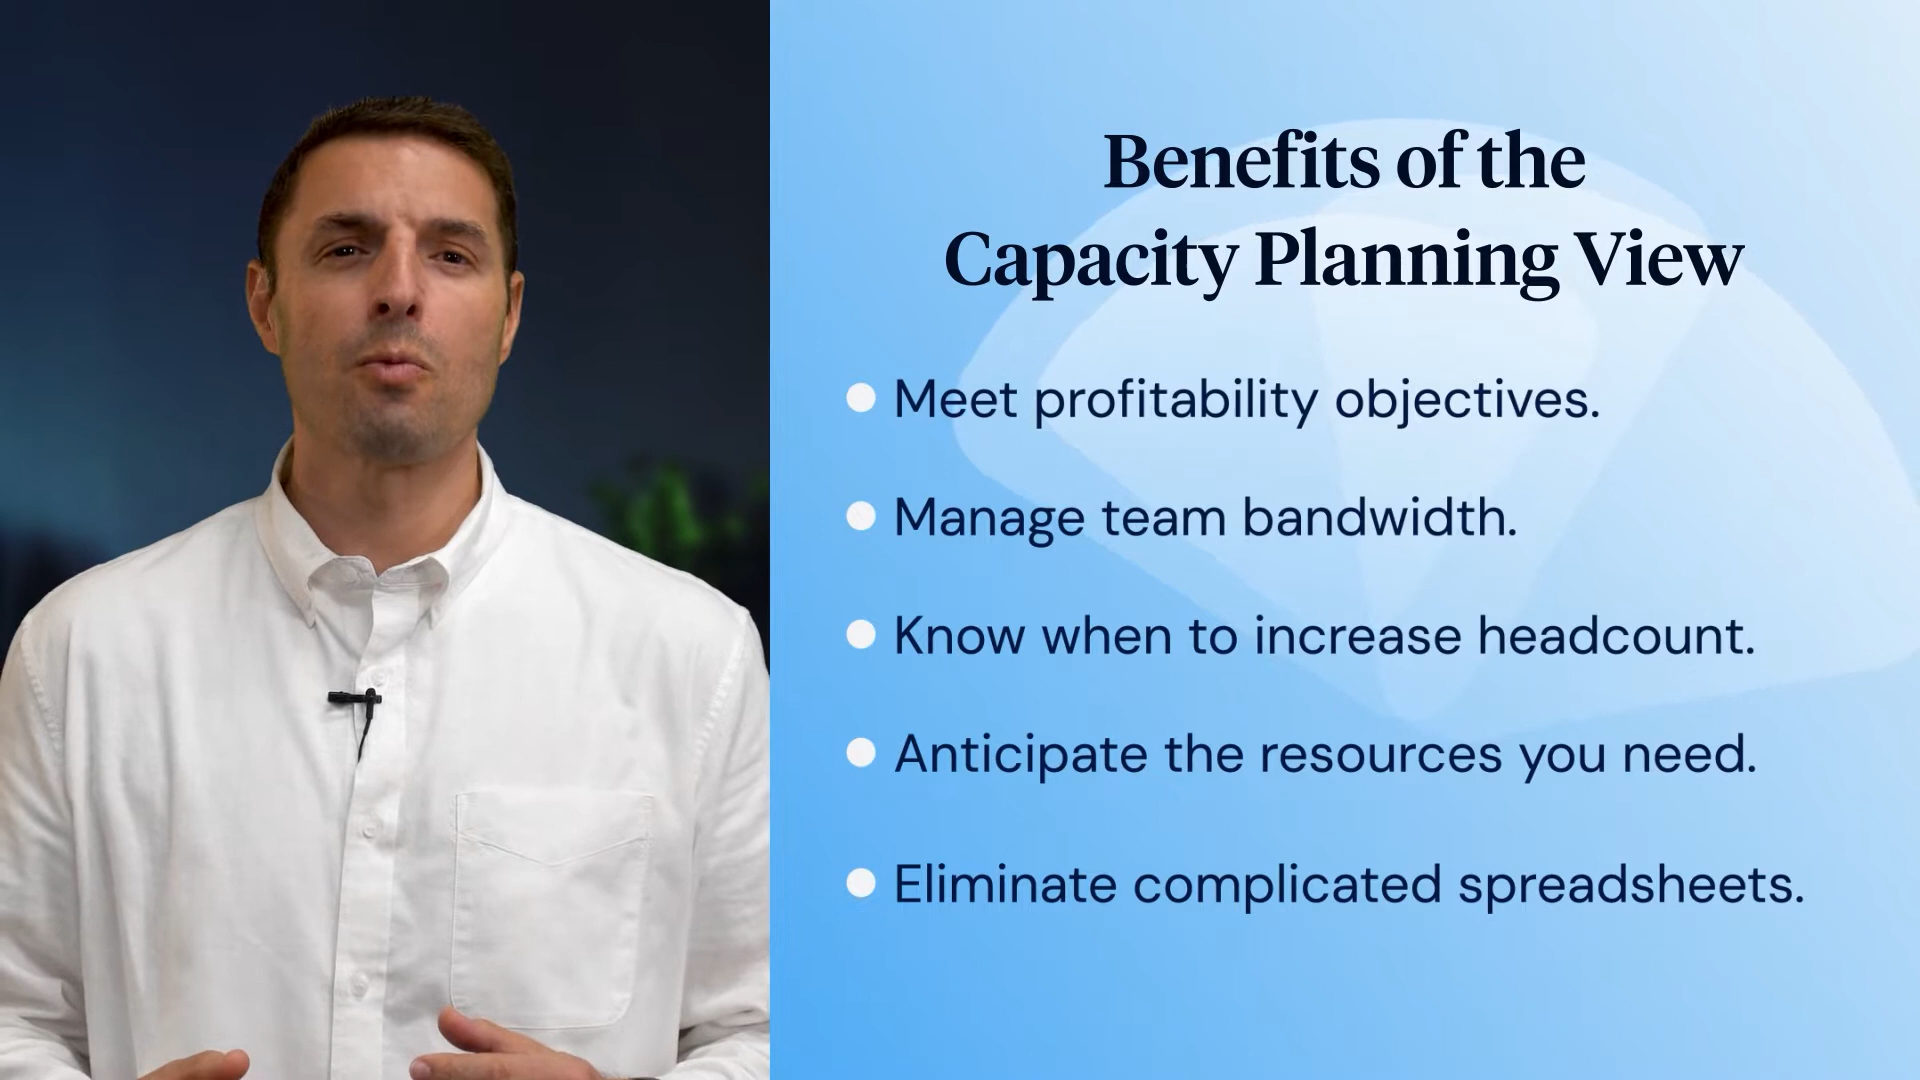 Benefits of the
Capacity Planning View
Meet profitability objectives.
Manage team bandwidth.
Know when to increase headcount.
Anticipate the resources you need.
Eliminate complicated spreadsheets.